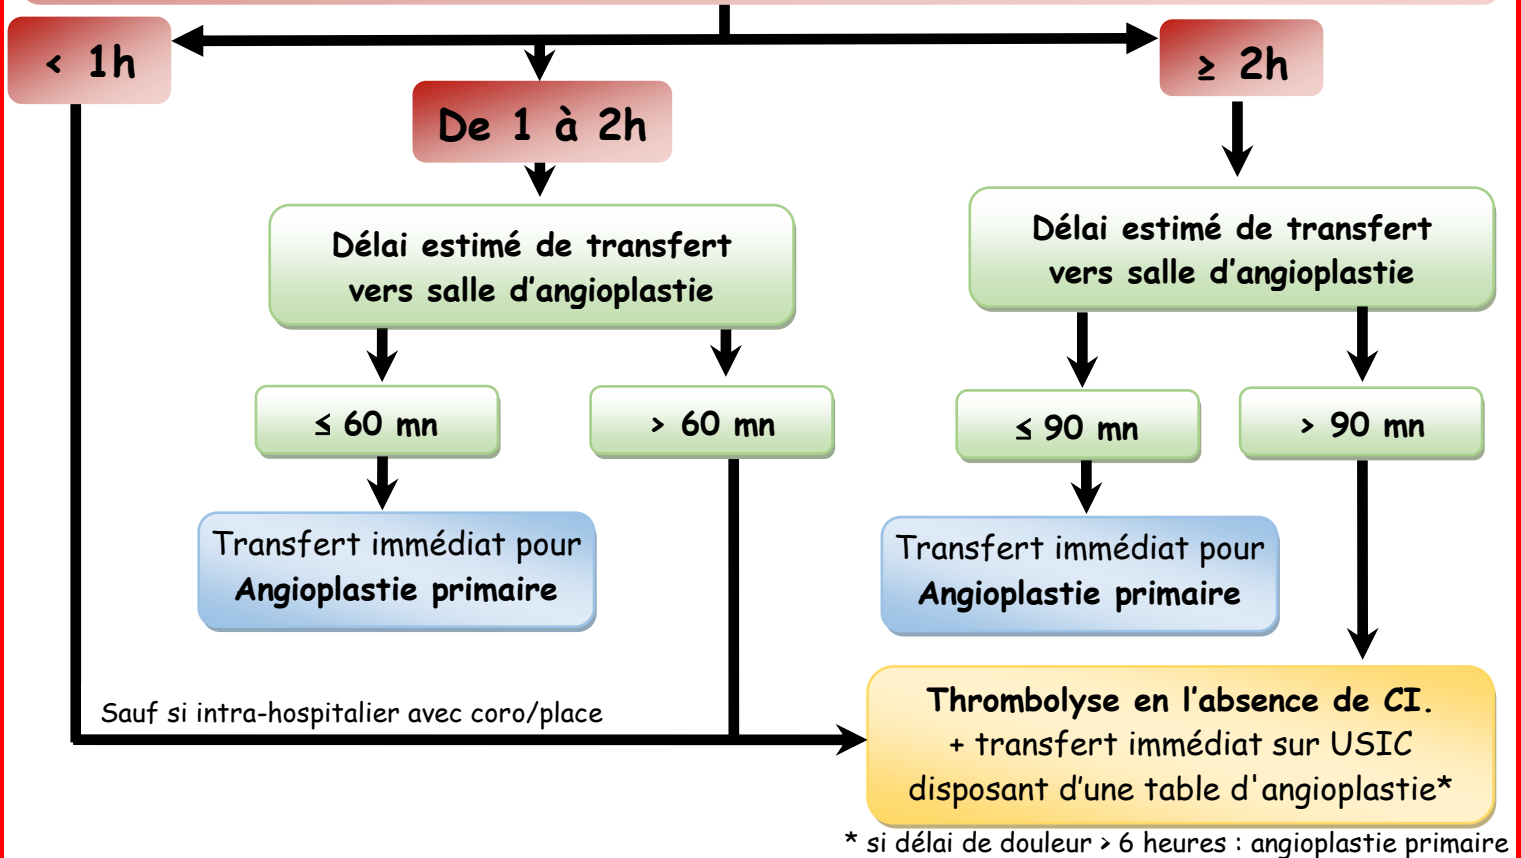 < 1h
≥ 2h
De 1 à 2h
Délai estimé de transfert
vers salle d’angioplastie
Délai estimé de transfert
vers salle d’angioplastie
≤ 60 mn
> 60 mn
≤ 90 mn
> 90 mn
Transfert immédiat pour
Angioplastie primaire
Transfert immédiat pour
Angioplastie primaire
Sauf si intra-hospitalier avec coro/place
Thrombolyse en l’absence de CI.
+ transfert immédiat sur USIC
disposant d’une table d'angioplastie*
* si délai de douleur > 6 heures : angioplastie primaire